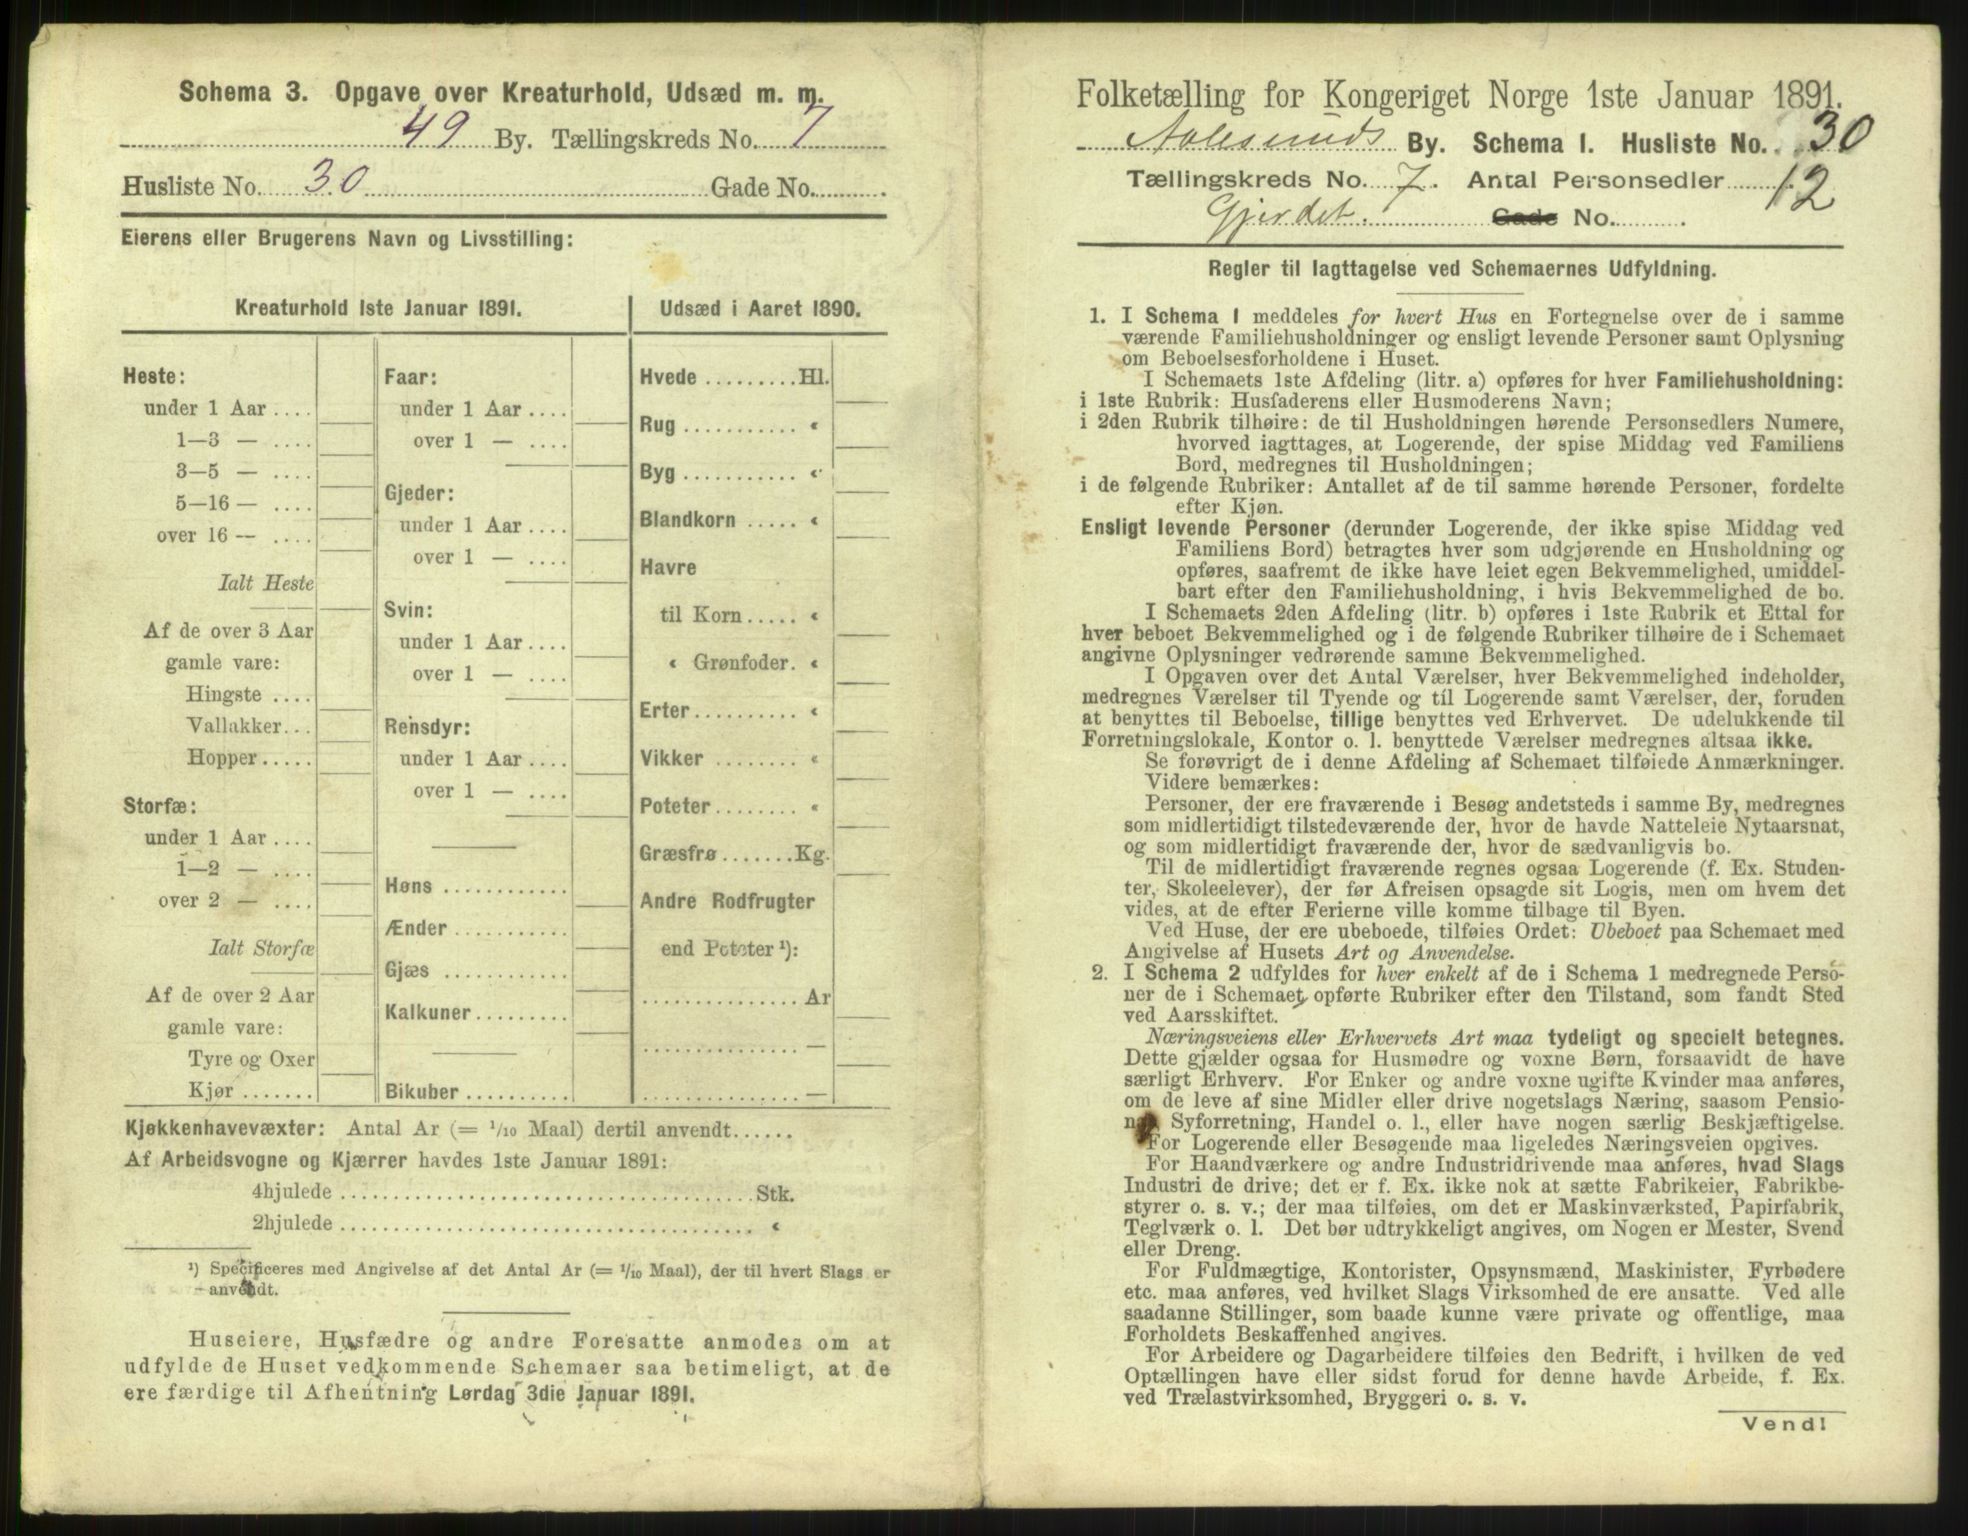 Schema 3. Opgave over Kreaturhold, Udsæd m. m.
49 By. Tællingskreds No. 7
Husliste No. 30 Gade No. .
Eierens eller Brugerens Navn og Livsstilling:
Kreaturhold 1ste Januar 1891.
Heste:
under 1 Aar ....
1—3 — ....
3—5 — ....
5—16 — ....
over 16 — ....
Ialt Heste
Af de over 3 Aar
gamle vare:
Hingste ....
Vallakker...
Hopper.....
Storfæ:
under 1 Aar ....
1—2 — ....
over 2 — ....
Ialt Storfæ
Af de over 2 Aar
gamle vare:
Tyre og Oxer
Kjør .......
Faar:
under 1 Aar ....
over 1 — ....
Gjeder:
under 1 Aar ....
over 1 — ....
Svin:
under 1 Aar ....
over 1 — ....
Rensdyr:
under 1 Aar ....
over 1 — ....
Høns ............
Ænder ...........
Gjæs ............
Kalkuner.........
Bikuber ..........
Udsæd i Aaret 1890.
Hvede .........Hl.
Rug ........... «
Byg ........... «
Blandkorn ..... «
Havre
til Korn..... «
« Grønfoder. «
Erter.......... «
Vikker ........ «
Poteter ........ «
Græsfrø .......Kg.
Andre Rodfrugter
end Poteter ¹):
................ Ar
................ —
................ —
Kjøkkenhavevæxter: Antal Ar (= 1/10 Maal) dertil anvendt......
Af Arbeidsvogne og Kjærrer havdes 1ste Januar 1891:
4hjulede ........................................ Stk.
2hjulede ........................................ «
¹) Specificeres med Angivelse af det Antal Ar (= 1/10 Maal), der til hvert Slags er
anvendt.
Huseiere, Husfædre og andre Foresatte anmodes om at
udfylde de Huset vedkommende Schemaer saa betimeligt, at de
ere færdige til Afhentning Lørdag 3die Januar 1891.
Folketælling for Kongeriget Norge 1ste Januar 1891.
Aalesunds By. Schema I. Husliste No. 30
Tællingskreds No. 7. Antal Personsedler 12
Gjerdet. Gade No. .
Regler til Iagttagelse ved Schemaernes Udfyldning.
1. I Schema 1 meddeles for hvert Hus en Fortegnelse over de i samme
værende Familiehusholdninger og ensligt levende Personer samt Oplysning
om Beboelsesforholdene i Huset.
I Schemaets 1ste Afdeling (litr. a) opføres for hver Familiehusholdning:
i 1ste Rubrik: Husfaderens eller Husmoderens Navn;
i 2den Rubrik tilhøire: de til Husholdningen hørende Personsedlers Numere,
hvorved iagttages, at Logerende, der spise Middag ved Familiens
Bord, medregnes til Husholdningen;
i de følgende Rubriker: Antallet af de til samme hørende Personer, fordelte
efter Kjøn.
Ensligt levende Personer (derunder Logerende, der ikke spise Middag ved
Familiens Bord) betragtes hver som udgjørende en Husholdning og
opføres, saafremt de ikke have leiet egen Bekvemmelighed, umiddel-
bart efter den Familiehusholdning, i hvis Bekvemmelighed de bo.
I Schemaets 2den Afdeling (litr. b) opføres i 1ste Rubrik et Ettal for
hver beboet Bekvemmelighed og i de følgende Rubriker tilhøire de i Schemaet
angivne Oplysninger vedrørende samme Bekvemmelighed.
I Opgaven over det Antal Værelser, hver Bekvemmelighed indeholder,
medregnes Værelser til Tyende og til Logerende samt Værelser, der, foruden
at benyttes til Beboelse, tillige benyttes ved Erhvervet. De udelukkende til
Forretningslokale, Kontor o. l. benyttede Værelser medregnes altsaa ikke.
Se forøvrigt de i denne Afdeling af Schemaet tilføiede Anmærkninger.
Videre bemærkes:
Personer, der ere fraværende i Besøg andetsteds i samme By, medregnes
som midlertidigt tilstedeværende der, hvor de havde Natteleie Nytaarsnat,
og som midlertidigt fraværende der, hvor de sædvanligvis bo.
Til de midlertidigt fraværende regnes ogsaa Logerende (f. Ex. Studen-
ter, Skoleelever), der før Afreisen opsagde sit Logis, men om hvem det
vides, at de efter Ferierne ville komme tilbage til Byen.
Ved Huse, der ere ubeboede, tilføies Ordet: Ubeboet paa Schemaet med
Angivelse af Husets Art og Anvendelse.
2. I Schema 2 udfyldes for hver enkelt af de i Schema 1 medregnede Perso-
ner de i Schemaet opførte Rubriker efter den Tilstand, som fandt Sted
ved Aarsskiftet.
Næringsveiens eller Erhvervets Art maa tydeligt og specielt betegnes.
Dette gjælder ogsaa for Husmødre og voxne Børn, forsaavidt de have
særligt Erhverv. For Enker og andre voxne ugifte Kvinder maa anføres,
om de leve af sine Midler eller drive nogetslags Næring, saasom Pensio-
nat, Syforretning, Handel o. l., eller have nogen særlig Beskjæftigelse.
For Logerende eller Besøgende maa ligeledes Næringsveien opgives.
For Haandværkere og andre Industridrivende maa anføres, hvad Slags
Industri de drive; det er f. Ex. ikke nok at sætte Fabrikeier, Fabrikbe-
styrer o. s. v.; der maa tilføies, om det er Maskinværksted, Papirfabrik,
Teglværk o. l. Det bør udtrykkeligt angives, om Nogen er Mester, Svend
eller Dreng.
For Fuldmægtige, Kontorister, Opsynsmænd, Maskinister, Fyrbødere
etc. maa anføres, ved hvilket Slags Virksomhed de ere ansatte. Ved alle
saadanne Stillinger, som baade kunne være private og offentlige, maa
Forholdets Beskaffenhed angives.
For Arbeidere og Dagarbeidere tilføies den Bedrift, i hvilken de ved
Optællingen have eller sidst forud for denne havde Arbeide, f. Ex.
ved Trælastvirksomhed, Bryggeri o. s. v.
Vend!